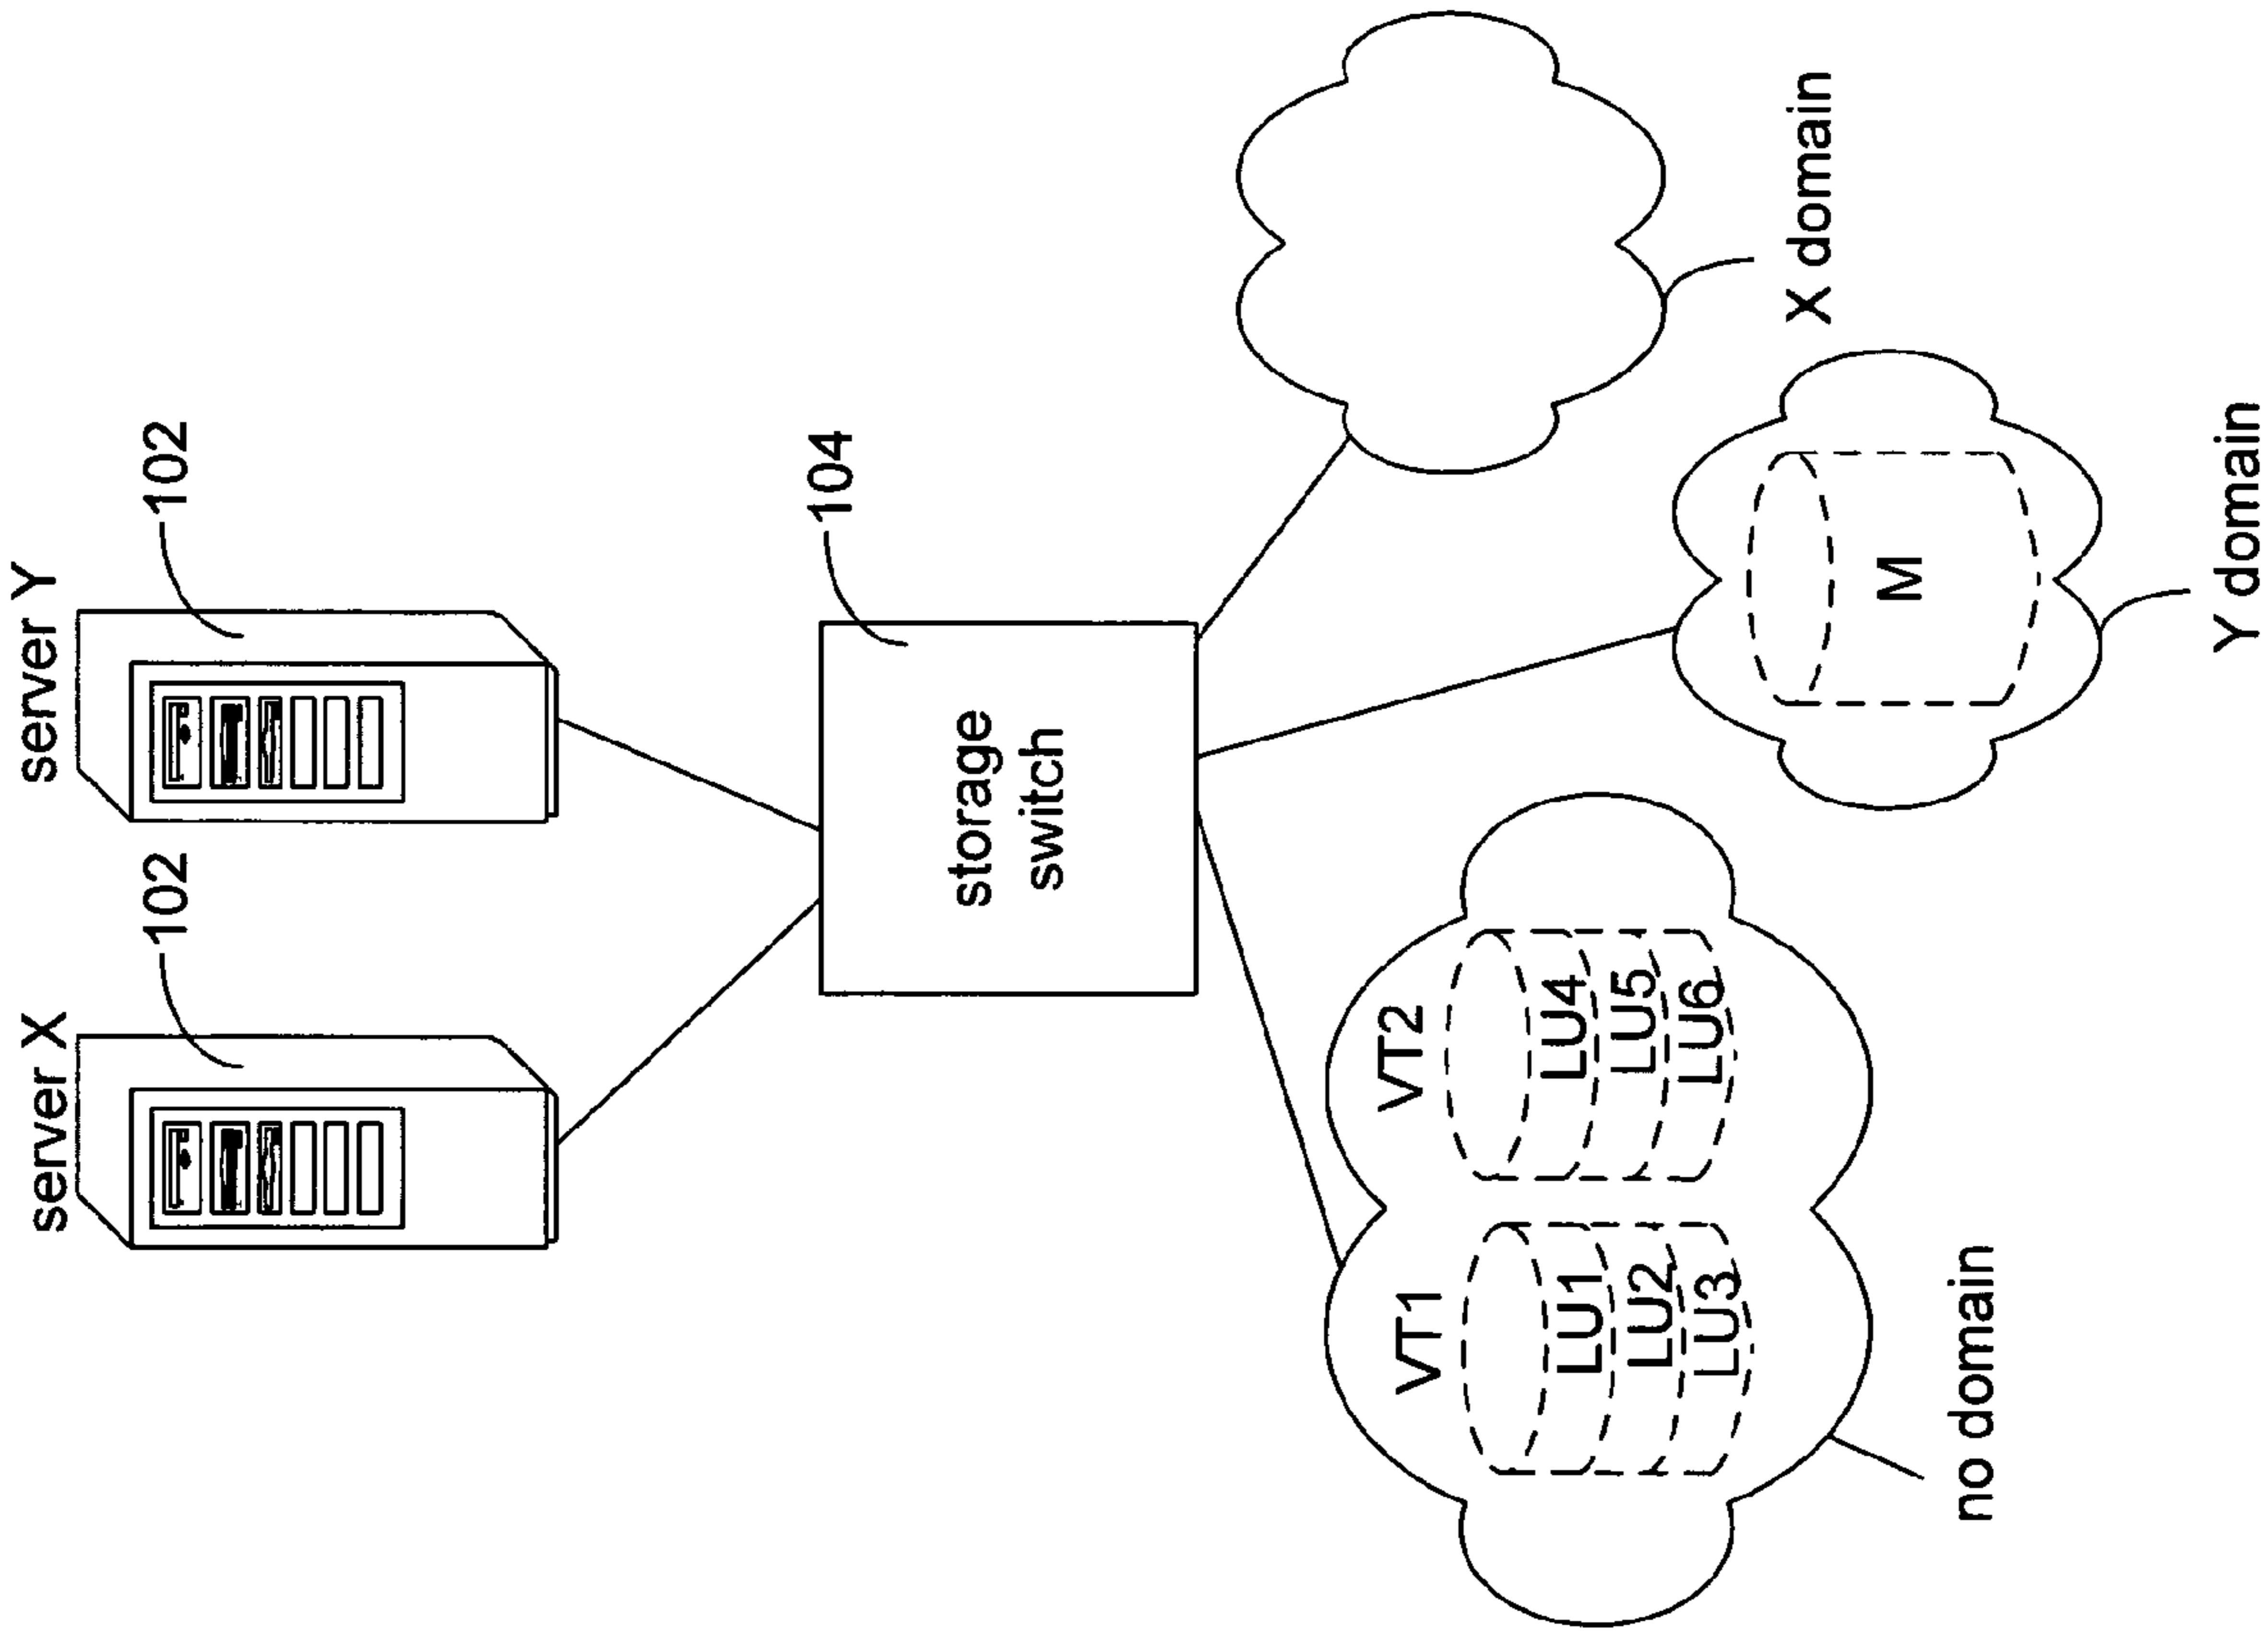 server X
102
server Y
102
104
storage
switch
VT1
LU1
LU2
LU3
VT2
LU4
LU5
LU6
no domain
M
Y domain
X domain